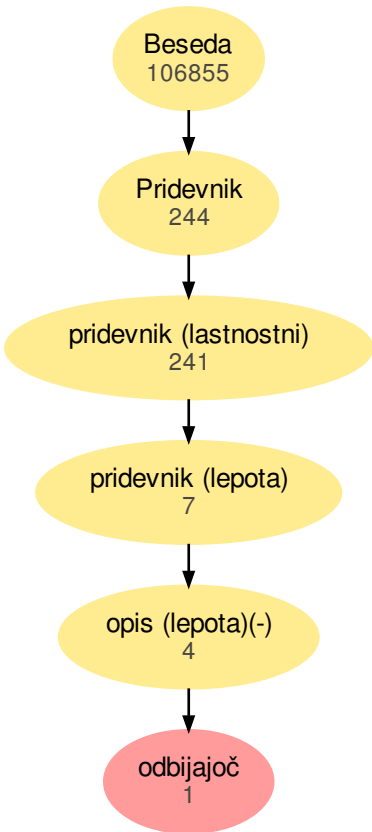 Beseda
106855
Pridevnik
244
pridevnik (lastnostni)
241
pridevnik (lepota)
7
opis (lepota)(-)
4
odbijajoč
1